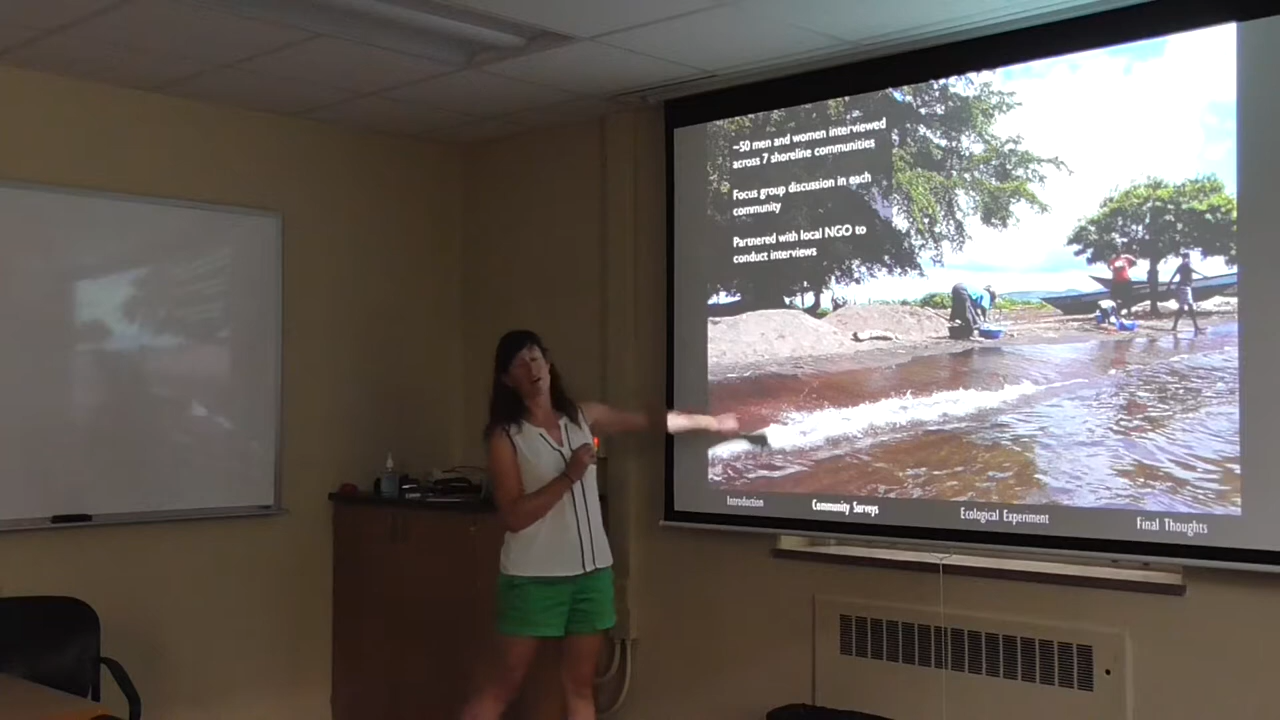 ~50 men and women interviewed
across 7 shoreline communities
Focus group discussion in each
community
Partnered with local NGO to
conduct interviews
Introduction
Community Surveys
Ecological Experiment
Final Thoughts